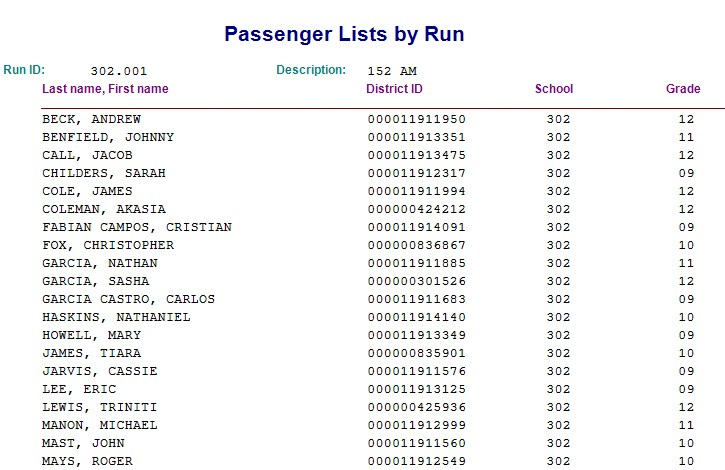 Passenger Lists by Run
Run ID: 302.001 Description: 152 AM
Last name, First name District ID School Grade
BECK, ANDREW 000011911950 302 12
BENFIELD, JOHNNY 000011913351 302 11
CALL, JACOB 000011913475 302 12
CHILDERS, SARAH 000011912317 302 09
COLE, JAMES 000011911994 302 12
COLEMAN, AKASIA 000000424212 302 12
FABIAN CAMPOS, CRISTIAN 000011914091 302 09
FOX, CHRISTOPHER 000000836867 302 10
GARCIA, NATHAN 000011911885 302 11
GARCIA, SASHA 000000301526 302 12
GARCIA CASTRO, CARLOS 000011911683 302 09
HASKINS, NATHANIEL 000011914140 302 10
HOWELL, MARY 000011913349 302 09
JAMES, TIARA 000000835901 302 10
JARVIS, CASSIE 000011911576 302 09
LEE, ERIC 000011913125 302 09
LEWIS, TRINITI 000000425936 302 12
MANON, MICHAEL 000011912999 302 11
MAST, JOHN 000011911560 302 10
MAYS, ROGER 000011912549 302 10